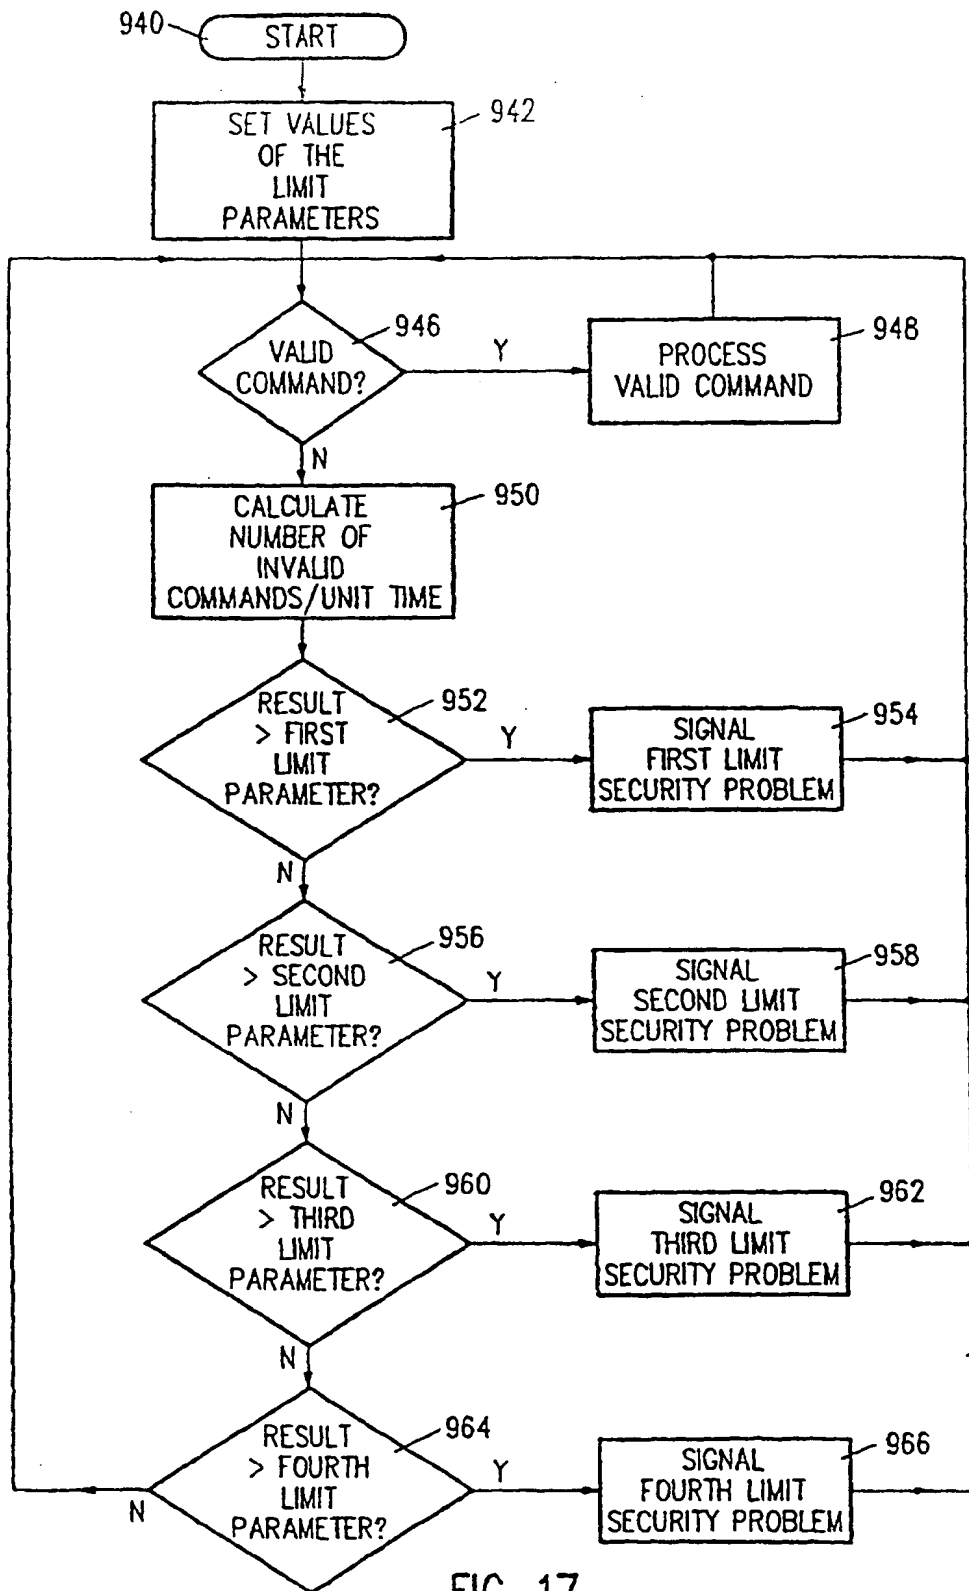 940
START
942
SET VALUES
OF THE
LIMIT
PARAMETERS
946
VALID
COMMAND?
Y
948
PROCESS
VALID COMMAND
N
950
CALCULATE
NUMBER OF
INVALID
COMMANDS/UNIT TIME
952
RESULT
> FIRST
LIMIT
PARAMETER?
Y
954
SIGNAL
FIRST LIMIT
SECURITY PROBLEM
N
956
RESULT
> SECOND
LIMIT
PARAMETER?
Y
958
SIGNAL
SECOND LIMIT
SECURITY PROBLEM
N
960
RESULT
> THIRD
LIMIT
PARAMETER?
Y
962
SIGNAL
THIRD LIMIT
SECURITY PROBLEM
N
964
RESULT
> FOURTH
LIMIT
PARAMETER?
Y
966
SIGNAL
FOURTH LIMIT
SECURITY PROBLEM
N
FIG. 17